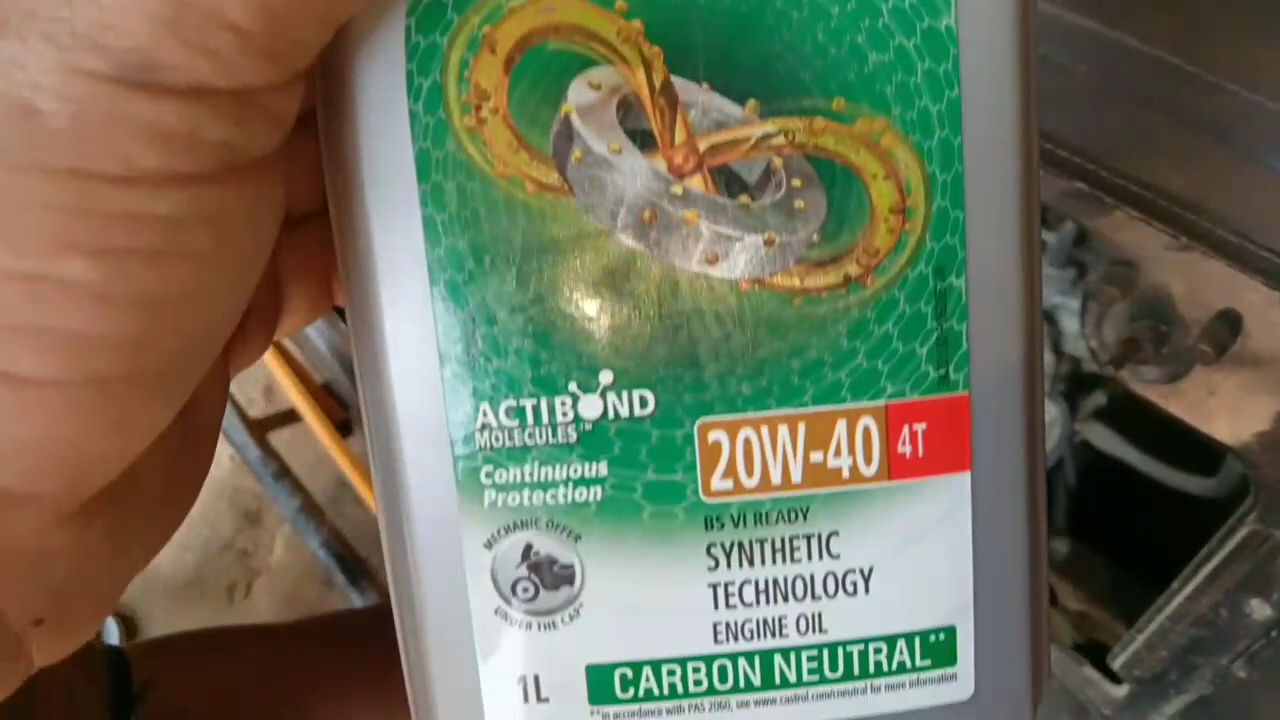 ACTIBOND
MOLECULES™
Continuous
Protection
20W-40 4T
BS VI READY
SYNTHETIC
TECHNOLOGY
ENGINE OIL
MECHANIC OFFER
UNDER THE CAP
1L
CARBON NEUTRAL**
**in accordance with PAS 2060, see www.castrol.com/cneutral for more information